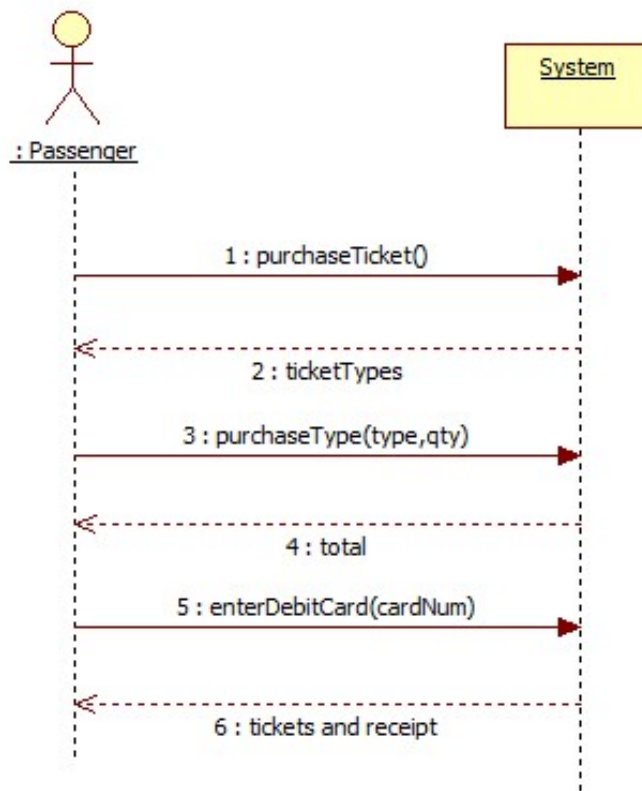 System
: Passenger
1 : purchaseTicket()
2 : ticketTypes
3 : purchaseType(type,qty)
4 : total
5 : enterDebitCard(cardNum)
6 : tickets and receipt